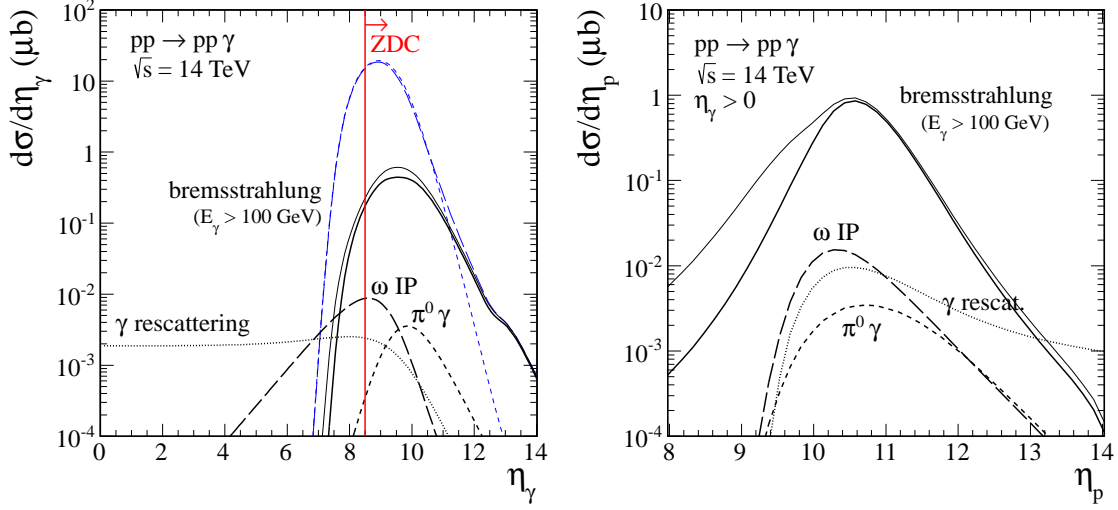 dσ/dη_γ (μb)
10²
10
1
10⁻¹
10⁻²
10⁻³
10⁻⁴
pp → pp γ
√s = 14 TeV
ZDC
bremsstrahlung
(E_γ > 100 GeV)
ω IP
γ rescattering
π⁰ γ
0 2 4 6 8 10 12 14
η_γ
dσ/dη_p (μb)
10
1
10⁻¹
10⁻²
10⁻³
10⁻⁴
pp → pp γ
√s = 14 TeV
η_γ > 0
bremsstrahlung
(E_γ > 100 GeV)
ω IP
γ rescat.
π⁰ γ
8 9 10 11 12 13 14
η_p